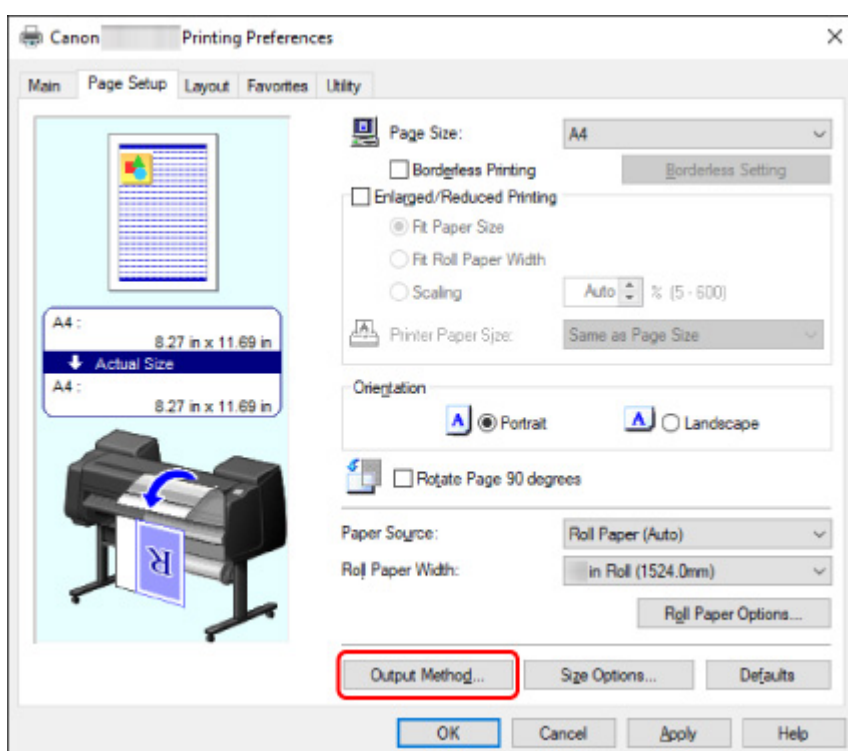 Canon Printing Preferences
Main Page Setup Layout Favorites Utility
Page Size: A4
Borderless Printing Borderless Setting
Enlarged/Reduced Printing
Fit Paper Size
Fit Roll Paper Width
Scaling Auto % (5 - 600)
Printer Paper Size: Same as Page Size
A4 :
8.27 in x 11.69 in
Actual Size
A4 :
8.27 in x 11.69 in
Orientation
A Portrait A Landscape
Rotate Page 90 degrees
R
Paper Source: Roll Paper (Auto)
Roll Paper Width: in Roll (1524.0mm)
Roll Paper Options...
Output Method... Size Options... Defaults
OK Cancel Apply Help